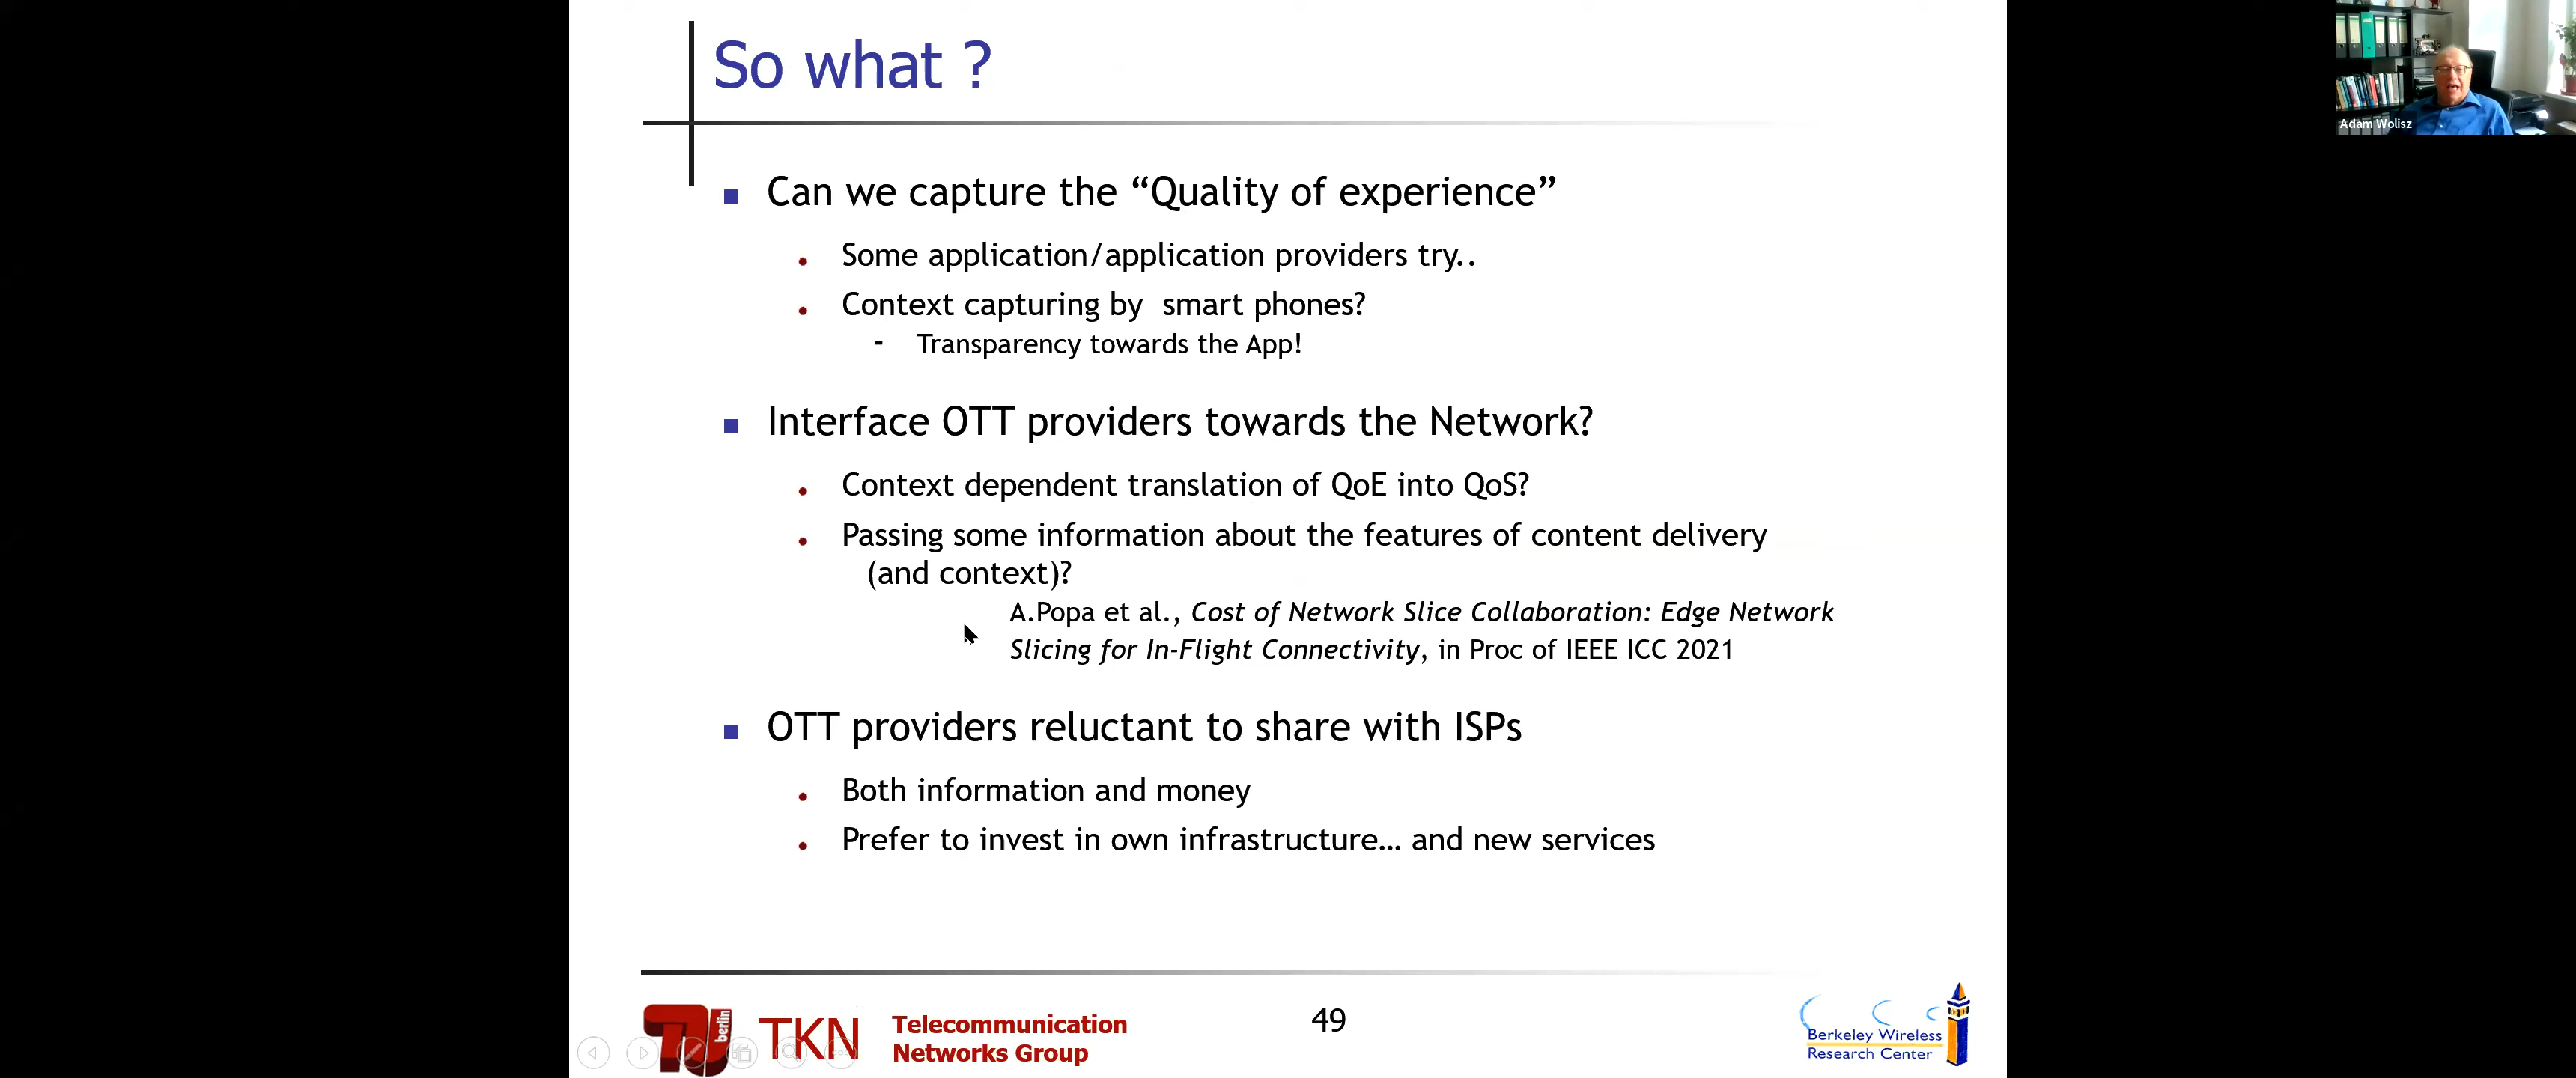 So what ?
Adam Wolisz
Can we capture the “Quality of experience”
Some application/application providers try..
Context capturing by smart phones?
- Transparency towards the App!
Interface OTT providers towards the Network?
Context dependent translation of QoE into QoS?
Passing some information about the features of content delivery
(and context)?
A.Popa et al., Cost of Network Slice Collaboration: Edge Network
Slicing for In-Flight Connectivity, in Proc of IEEE ICC 2021
OTT providers reluctant to share with ISPs
Both information and money
Prefer to invest in own infrastructure… and new services
TU berlin
TKN
Telecommunication
Networks Group
49
Berkeley Wireless
Research Center